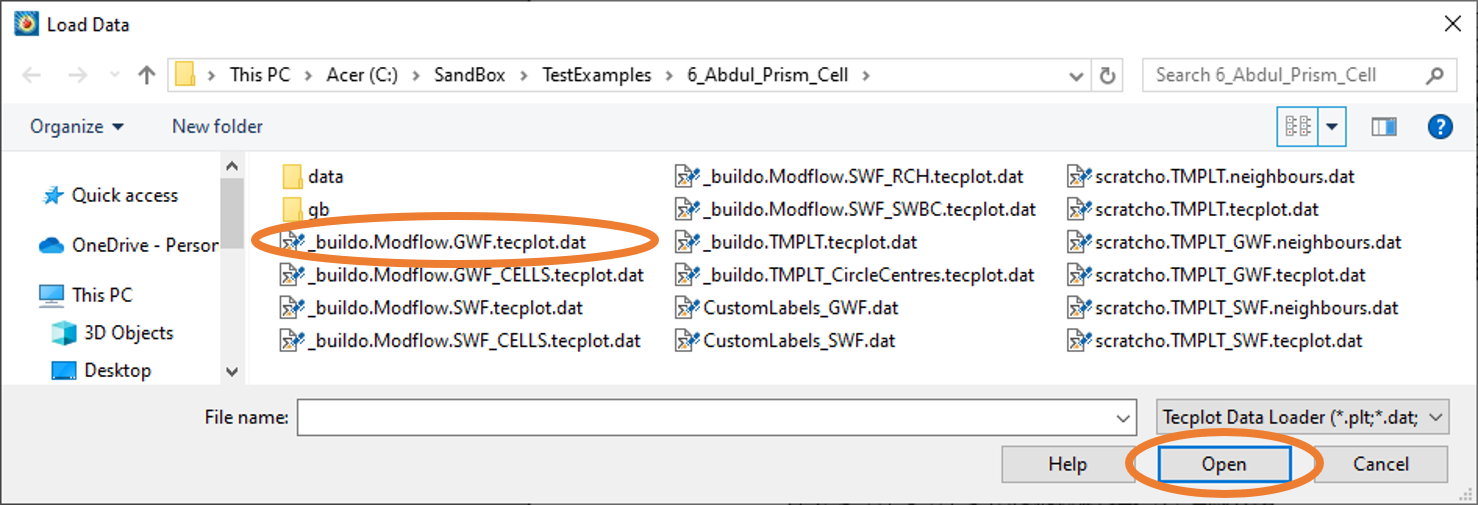 Load Data
This PC > Acer (C:) > SandBox > TestExamples > 6_Abdul_Prism_Cell >
Search 6_Abdul_Prism_Cell
Organize
New folder
?
Quick access
OneDrive - Person
This PC
3D Objects
Desktop
data
gb
_buildo.Modflow.GWF.tecplot.dat
_buildo.Modflow.GWF_CELLS.tecplot.dat
_buildo.Modflow.SWF.tecplot.dat
_buildo.Modflow.SWF_CELLS.tecplot.dat
_buildo.Modflow.SWF_RCH.tecplot.dat
_buildo.Modflow.SWF_SWBC.tecplot.dat
_buildo.TMPLT.tecplot.dat
_buildo.TMPLT_CircleCentres.tecplot.dat
CustomLabels_GWF.dat
CustomLabels_SWF.dat
scratcho.TMPLT.neighbours.dat
scratcho.TMPLT.tecplot.dat
scratcho.TMPLT_GWF.neighbours.dat
scratcho.TMPLT_GWF.tecplot.dat
scratcho.TMPLT_SWF.neighbours.dat
scratcho.TMPLT_SWF.tecplot.dat
File name:
Tecplot Data Loader (*.plt;*.dat;
Help
Open
Cancel